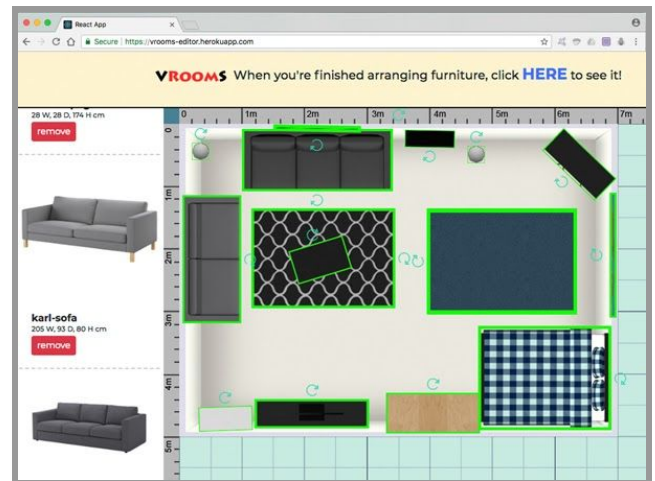 React App
Secure
https://vrooms-editor.herokuapp.com
VROOMS When you're finished arranging furniture, click HERE to see it!
28 W, 28 D, 174 H cm
remove
karl-sofa
205 W, 93 D, 80 H cm
remove
0 1m 2m 3m 4m 5m 6m 7m
0
1m
2m
3m
4m
5m